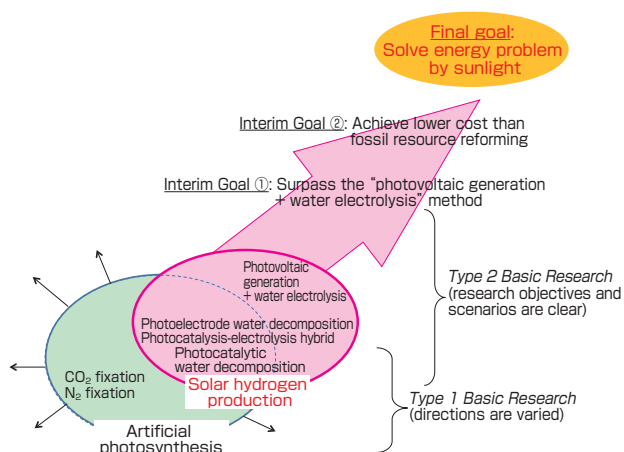 Final goal:
Solve energy problem
by sunlight
Interim Goal ②: Achieve lower cost than
fossil resource reforming
Interim Goal ①: Surpass the “photovoltaic generation
+ water electrolysis” method
Photovoltaic
generation
+ water electrolysis
Type 2 Basic Research
(research objectives and
scenarios are clear)
Photoelectrode water decomposition
Photocatalysis-electrolysis hybrid
Photocatalytic
water decomposition
CO₂ fixation
N₂ fixation
Solar hydrogen
production
Type 1 Basic Research
(directions are varied)
Artificial
photosynthesis